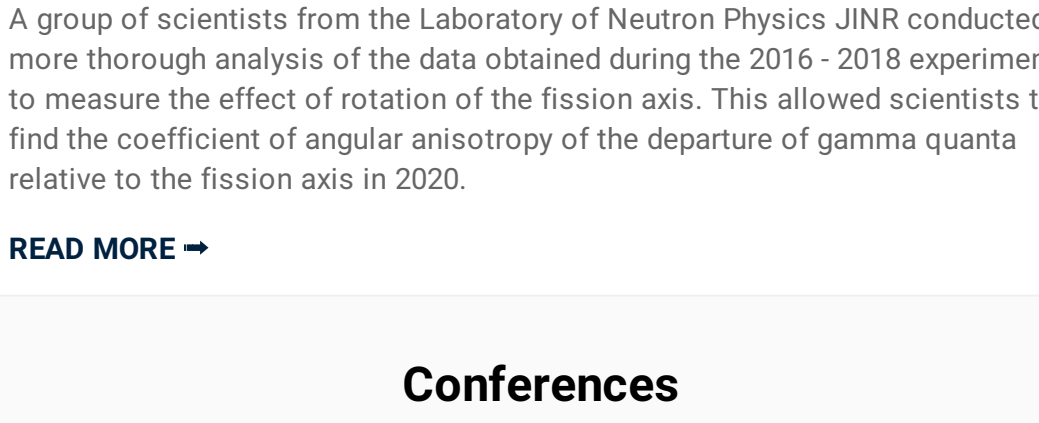 A group of scientists from the Laboratory of Neutron Physics JINR conducted
more thorough analysis of the data obtained during the 2016 - 2018
to measure the effect of rotation of the fission axis. This allowed scientists
find the coefficient of angular anisotropy of the departure of gamma quanta
relative to the fission axis in 2020.
READ MORE ➡
Conferences